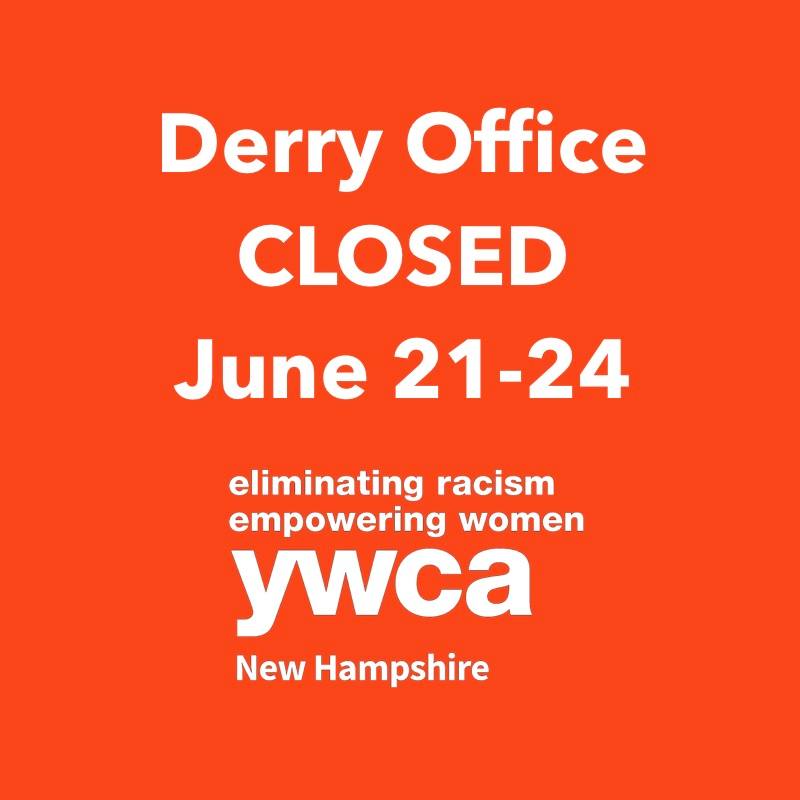 Derry Office
CLOSED
June 21-24
eliminating racism
empowering women
ywca
New Hampshire